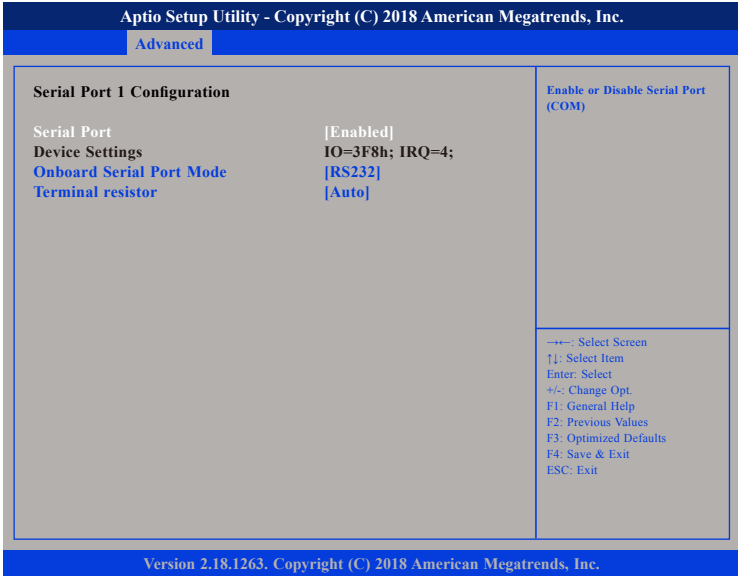 Aptio Setup Utility - Copyright (C) 2018 American Megatrends, Inc.
Advanced
Serial Port 1 Configuration
Serial Port [Enabled]
Device Settings IO=3F8h; IRQ=4;
Onboard Serial Port Mode [RS232]
Terminal resistor [Auto]
Enable or Disable Serial Port
(COM)
→←: Select Screen
↑↓: Select Item
Enter: Select
+/-: Change Opt.
F1: General Help
F2: Previous Values
F3: Optimized Defaults
F4: Save & Exit
ESC: Exit
Version 2.18.1263. Copyright (C) 2018 American Megatrends, Inc.